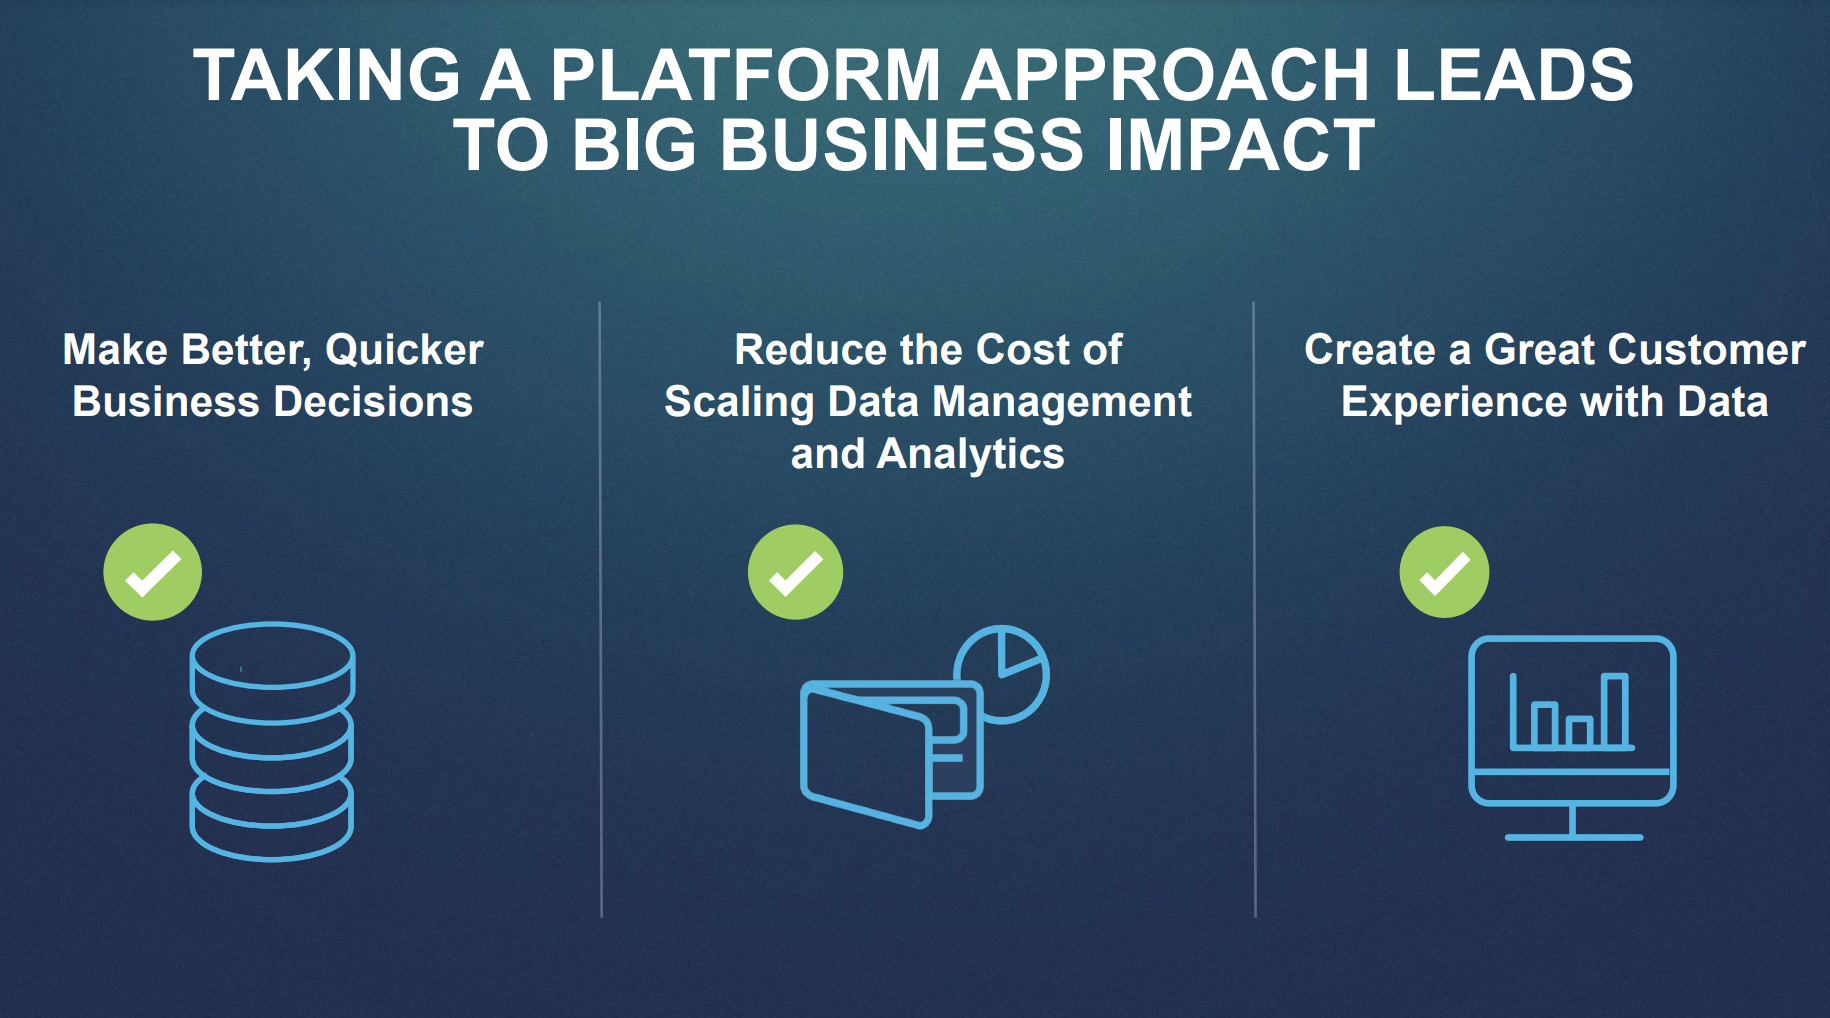 TAKING A PLATFORM APPROACH LEADS
TO BIG BUSINESS IMPACT
Make Better, Quicker
Business Decisions
Reduce the Cost of
Scaling Data Management
and Analytics
Create a Great Customer
Experience with Data